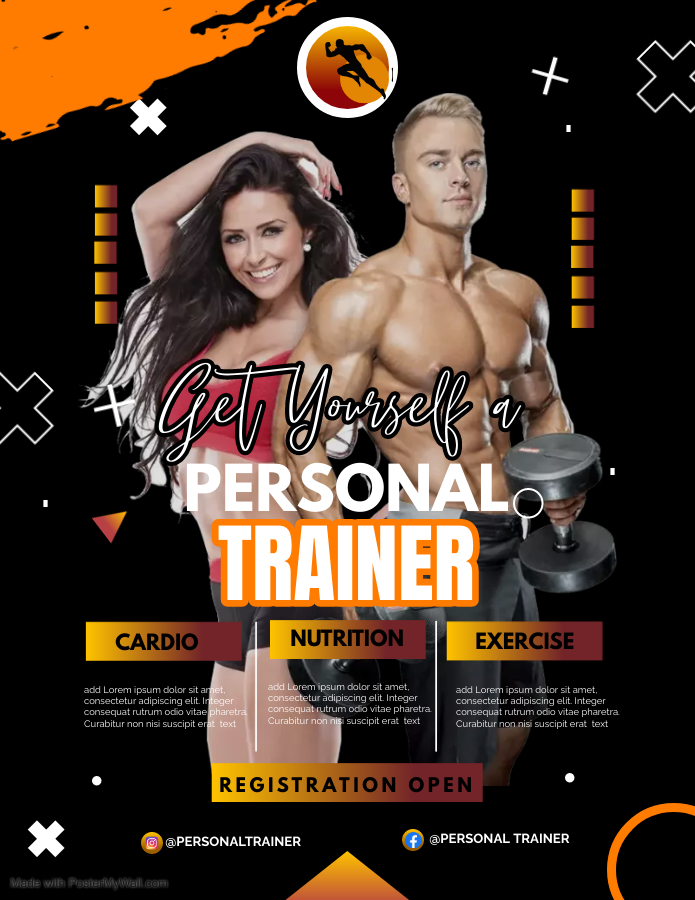 Get Yourself a
PERSONAL
TRAINER
CARDIO
add Lorem ipsum dolor sit amet,
consectetur adipiscing elit. Integer
consequat rutrum odio vitae pharetra.
Curabitur non nisi suscipit erat text
NUTRITION
add Lorem ipsum dolor sit amet,
consectetur adipiscing elit. Integer
consequat rutrum odio vitae pharetra.
Curabitur non nisi suscipit erat text
EXERCISE
add Lorem ipsum dolor sit amet,
consectetur adipiscing elit. Integer
consequat rutrum odio vitae pharetra.
Curabitur non nisi suscipit erat text
REGISTRATION OPEN
@PERSONALTRAINER
@PERSONAL TRAINER
Made with PosterMyWall.com